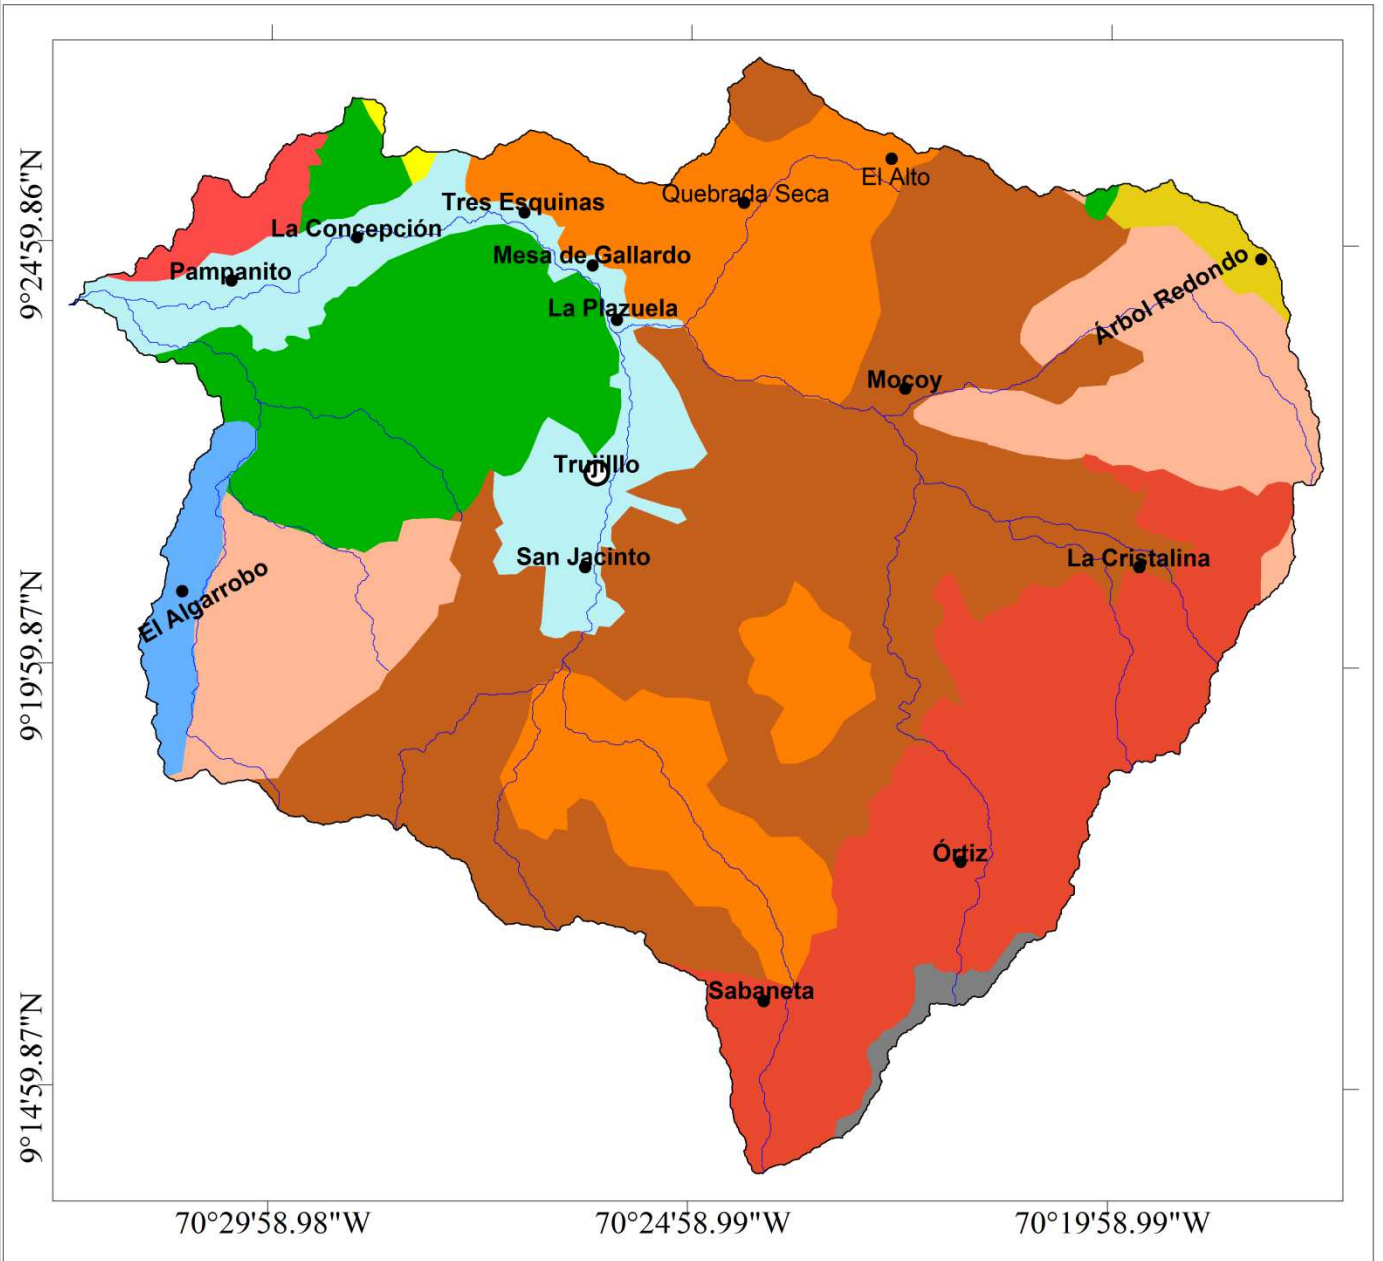 El Alto
Quebrada Seca
Tres Esquinas
La Concepción
Mesa de Gallardo
Pampanito
Árbol Redondo
La Plazuela
Mocoy
Trujilllo
San Jacinto
La Cristalina
El Algarrobo
Órtiz
Sabaneta
9°24'59.86"N
9°19'59.87"N
9°14'59.87"N
70°29'58.98"W
70°24'58.99"W
70°19'58.99"W